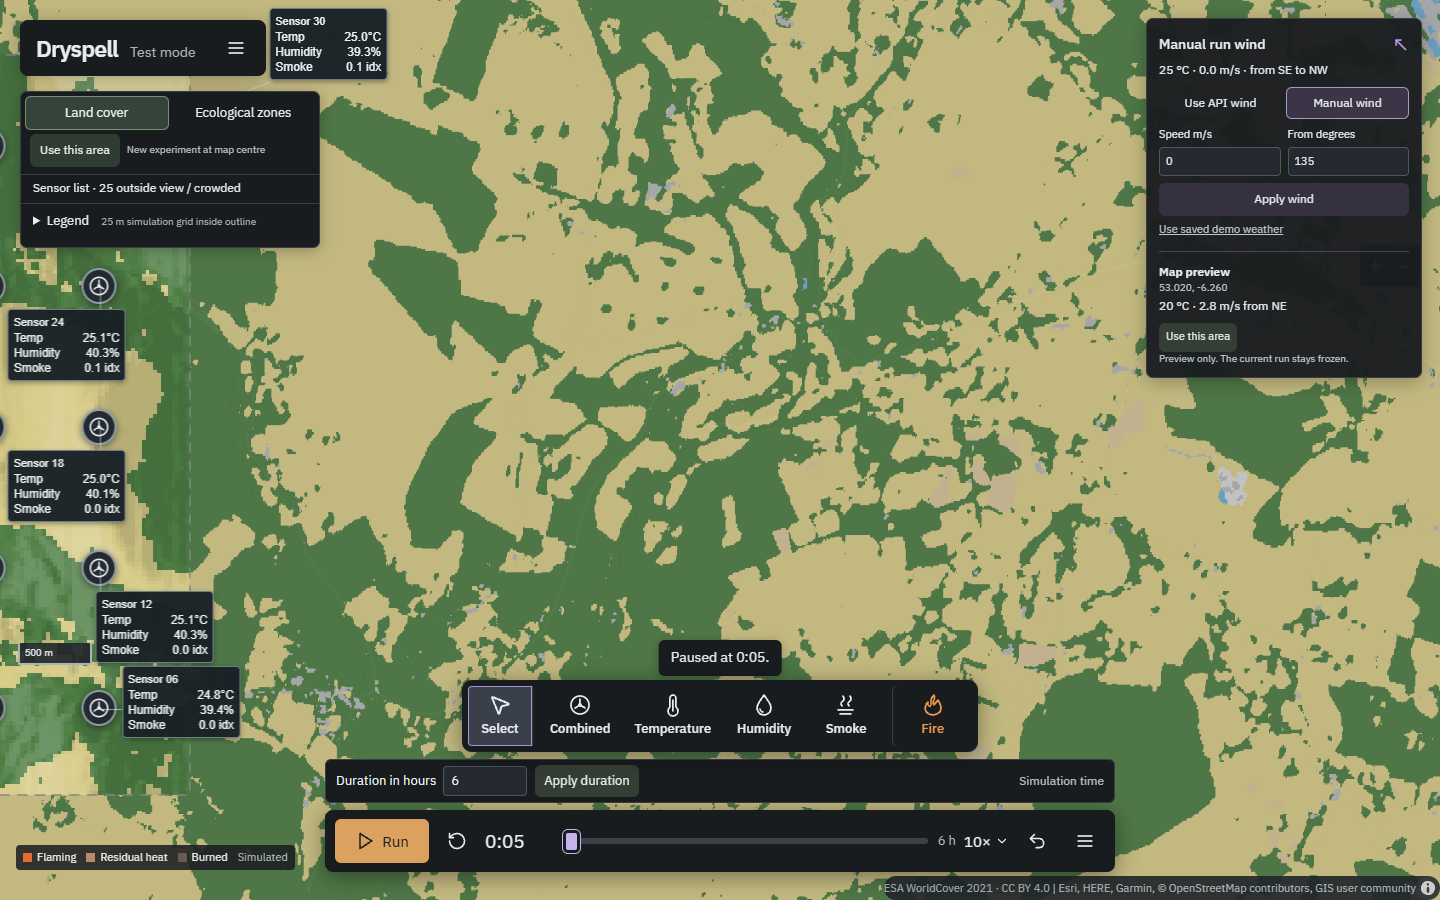 Dryspell Test mode
Sensor 30
Temp 25.0°C
Humidity 39.3%
Smoke 0.1 idx
Land cover Ecological zones
Use this area New experiment at map centre
Sensor list · 25 outside view / crowded
Legend 25 m simulation grid inside outline
Sensor 24
Temp 25.1°C
Humidity 40.3%
Smoke 0.1 idx
Sensor 18
Temp 25.0°C
Humidity 40.1%
Smoke 0.0 idx
Sensor 12
Temp 25.1°C
Humidity 40.3%
Smoke 0.0 idx
500 m
Sensor 06
Temp 24.8°C
Humidity 39.4%
Smoke 0.0 idx
Manual run wind
25 °C · 0.0 m/s · from SE to NW
Use API wind Manual wind
Speed m/s From degrees
0 135
Apply wind
Use saved demo weather
Map preview
53.020, -6.260
20 °C · 2.8 m/s from NE
Use this area
Preview only. The current run stays frozen.
Paused at 0:05.
Select Combined Temperature Humidity Smoke Fire
Duration in hours 6 Apply duration Simulation time
Run 0:05 6 h 10×
Flaming Residual heat Burned Simulated
ESA WorldCover 2021 · CC BY 4.0 | Esri, HERE, Garmin, © OpenStreetMap contributors, GIS user community